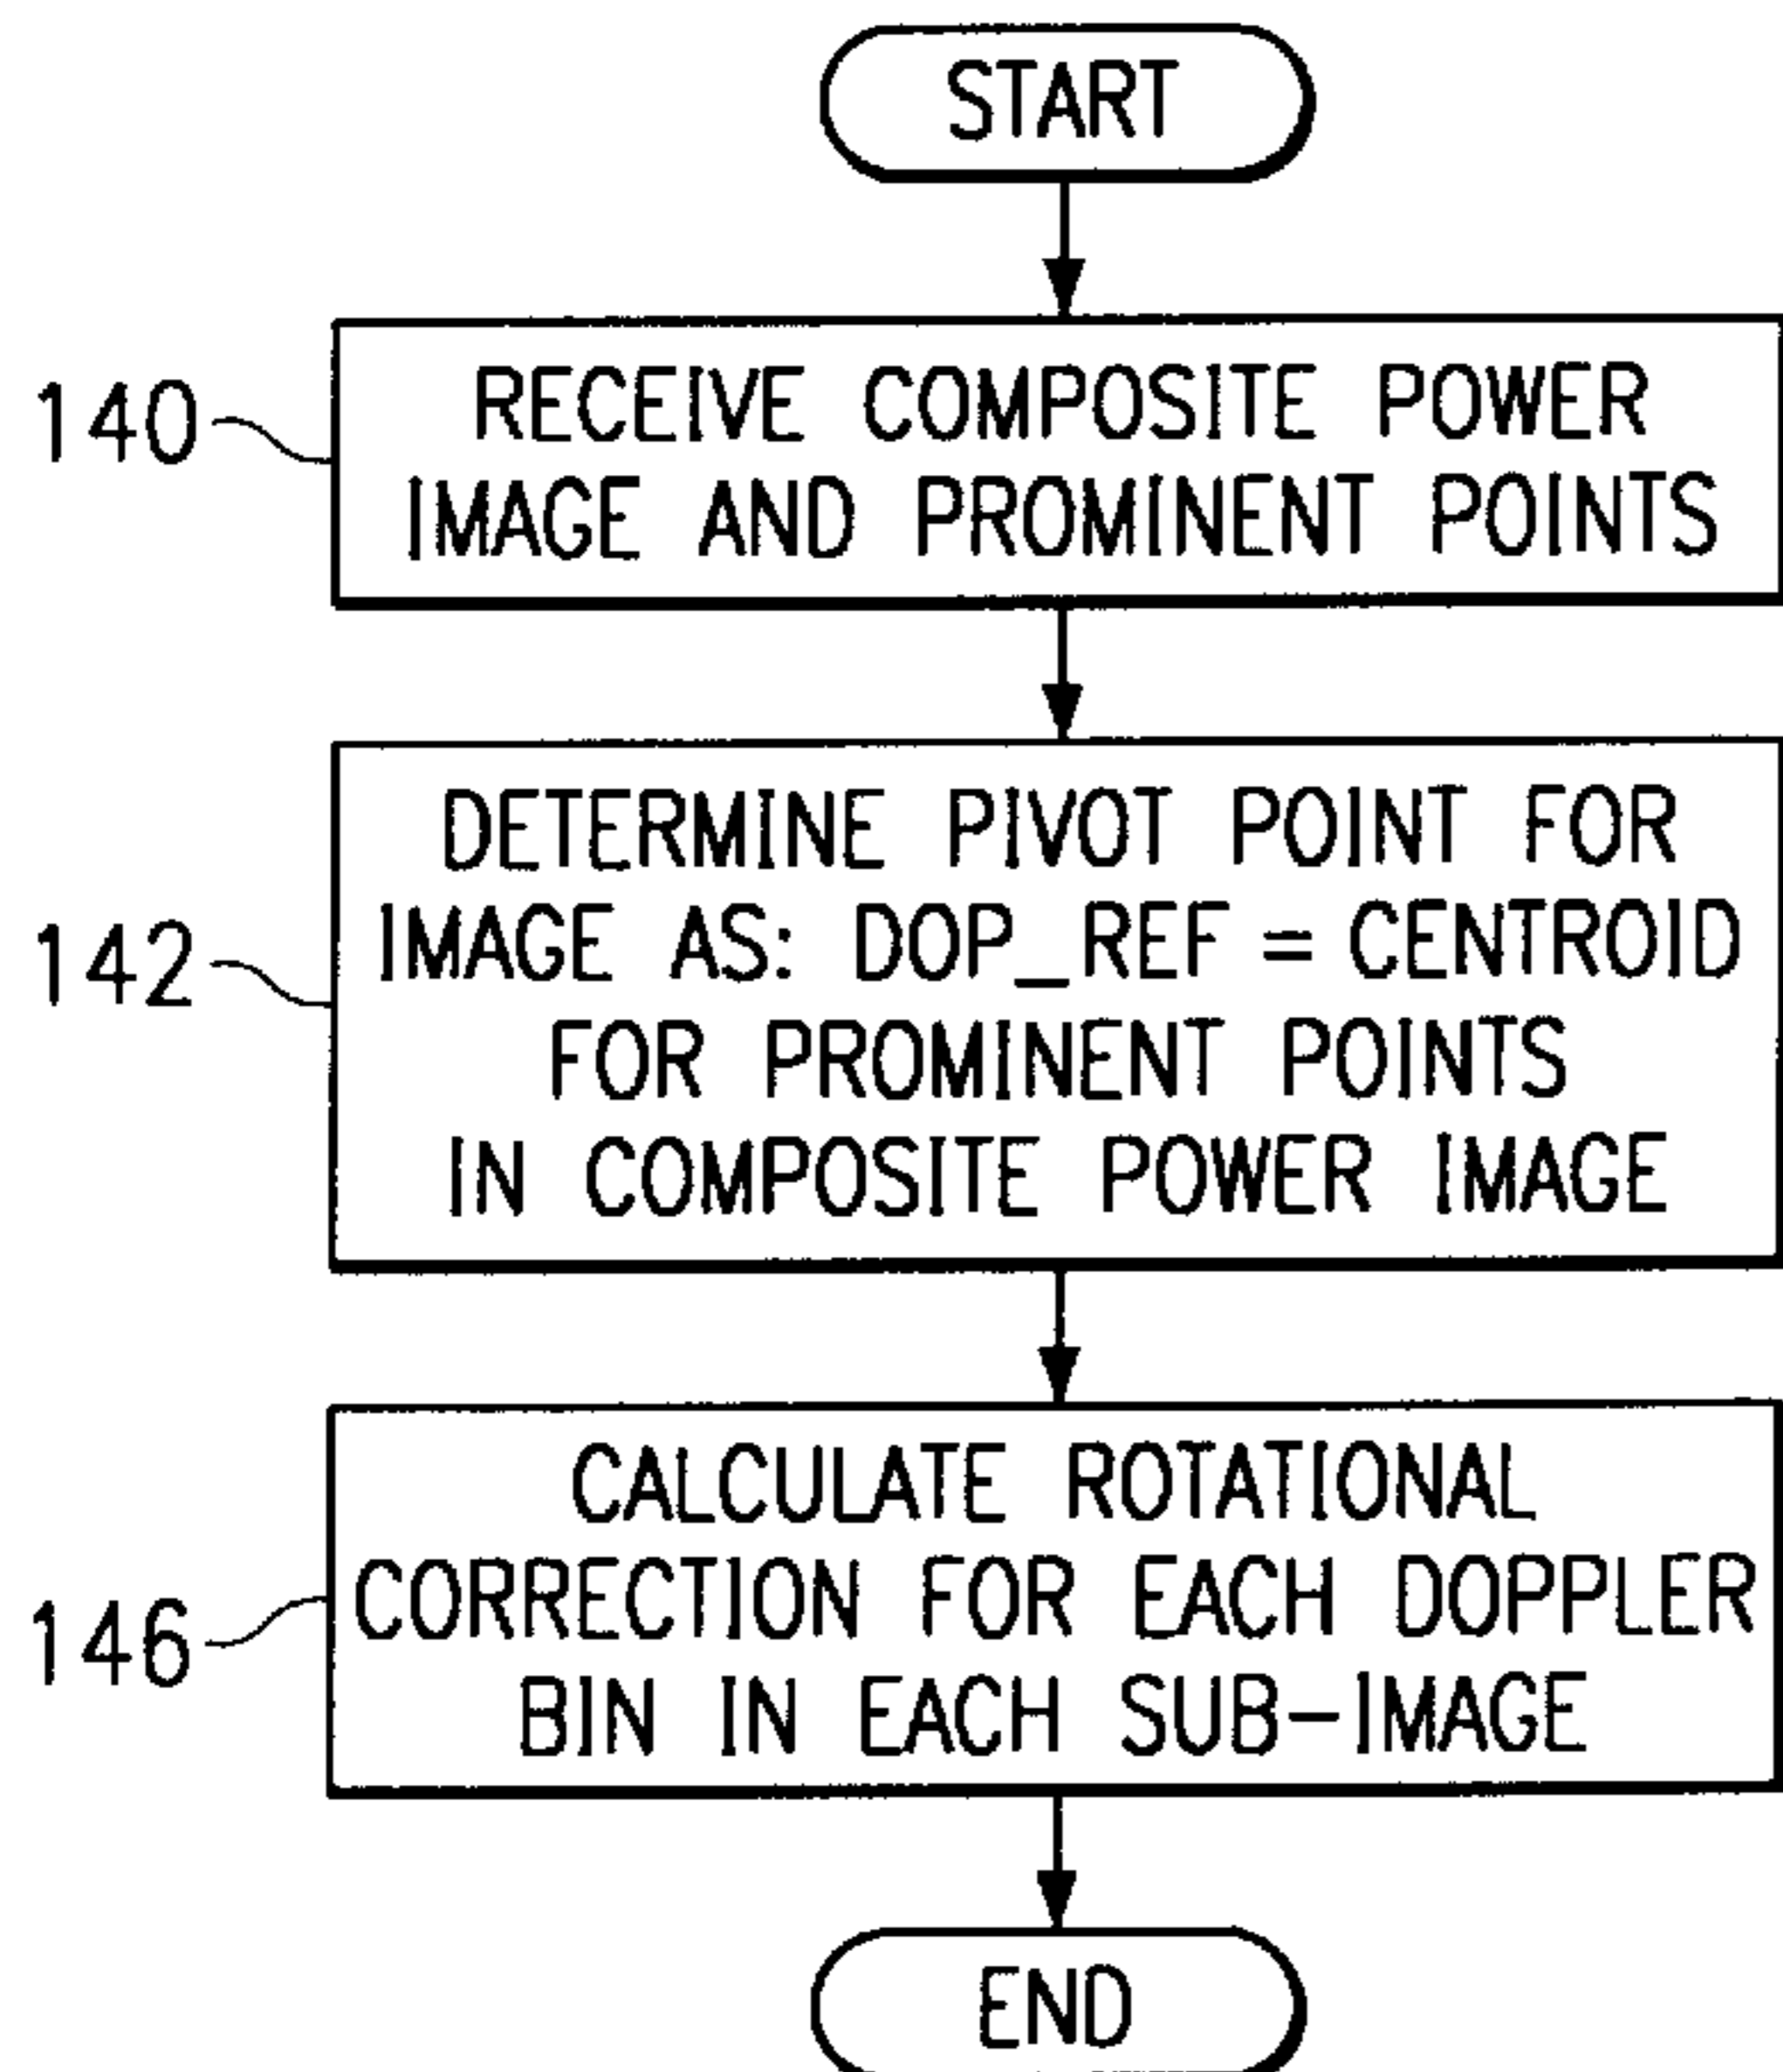 START
140
RECEIVE COMPOSITE POWER
IMAGE AND PROMINENT POINTS
142
DETERMINE PIVOT POINT FOR
IMAGE AS: DOP_REF = CENTROID
FOR PROMINENT POINTS
IN COMPOSITE POWER IMAGE
146
CALCULATE ROTATIONAL
CORRECTION FOR EACH DOPPLER
BIN IN EACH SUB-IMAGE
END